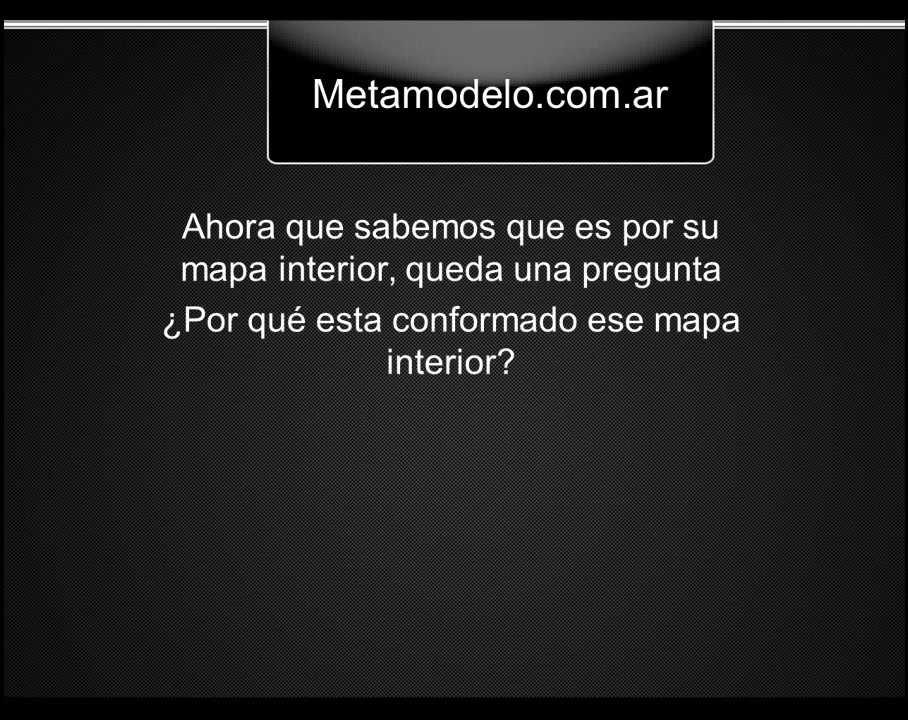 Metamodelo.com.ar
Ahora que sabemos que es por su
mapa interior, queda una pregunta
¿Por qué esta conformado ese mapa
interior?